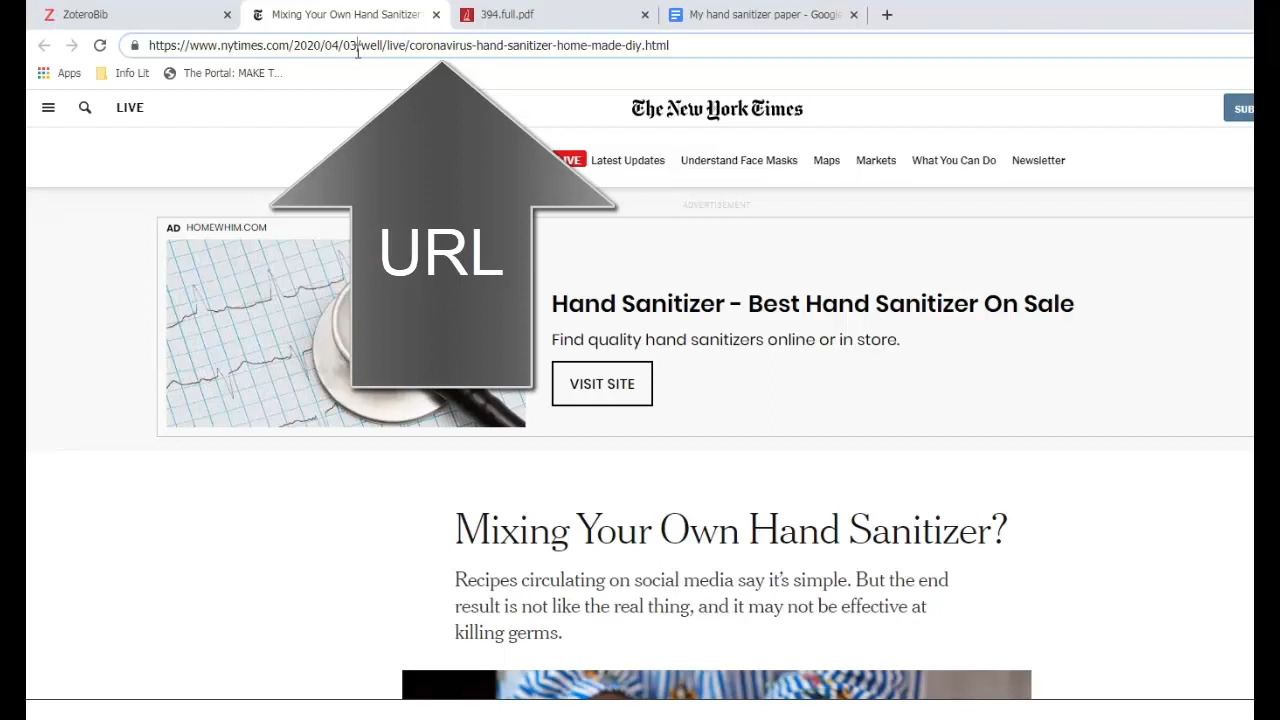 ZoteroBib
Mixing Your Own Hand Sanitizer
394.full.pdf
My hand sanitizer paper - Google
https://www.nytimes.com/2020/04/03/well/live/coronavirus-hand-sanitizer-home-made-diy.html
Apps
Info Lit
The Portal: MAKE T...
LIVE
The New York Times
SUB
LIVE
Latest Updates
Understand Face Masks
Maps
Markets
What You Can Do
Newsletter
ADVERTISEMENT
AD HOMEWHIM.COM
URL
Hand Sanitizer - Best Hand Sanitizer On Sale
Find quality hand sanitizers online or in store.
VISIT SITE
Mixing Your Own Hand Sanitizer?
Recipes circulating on social media say it’s simple. But the end
result is not like the real thing, and it may not be effective at
killing germs.